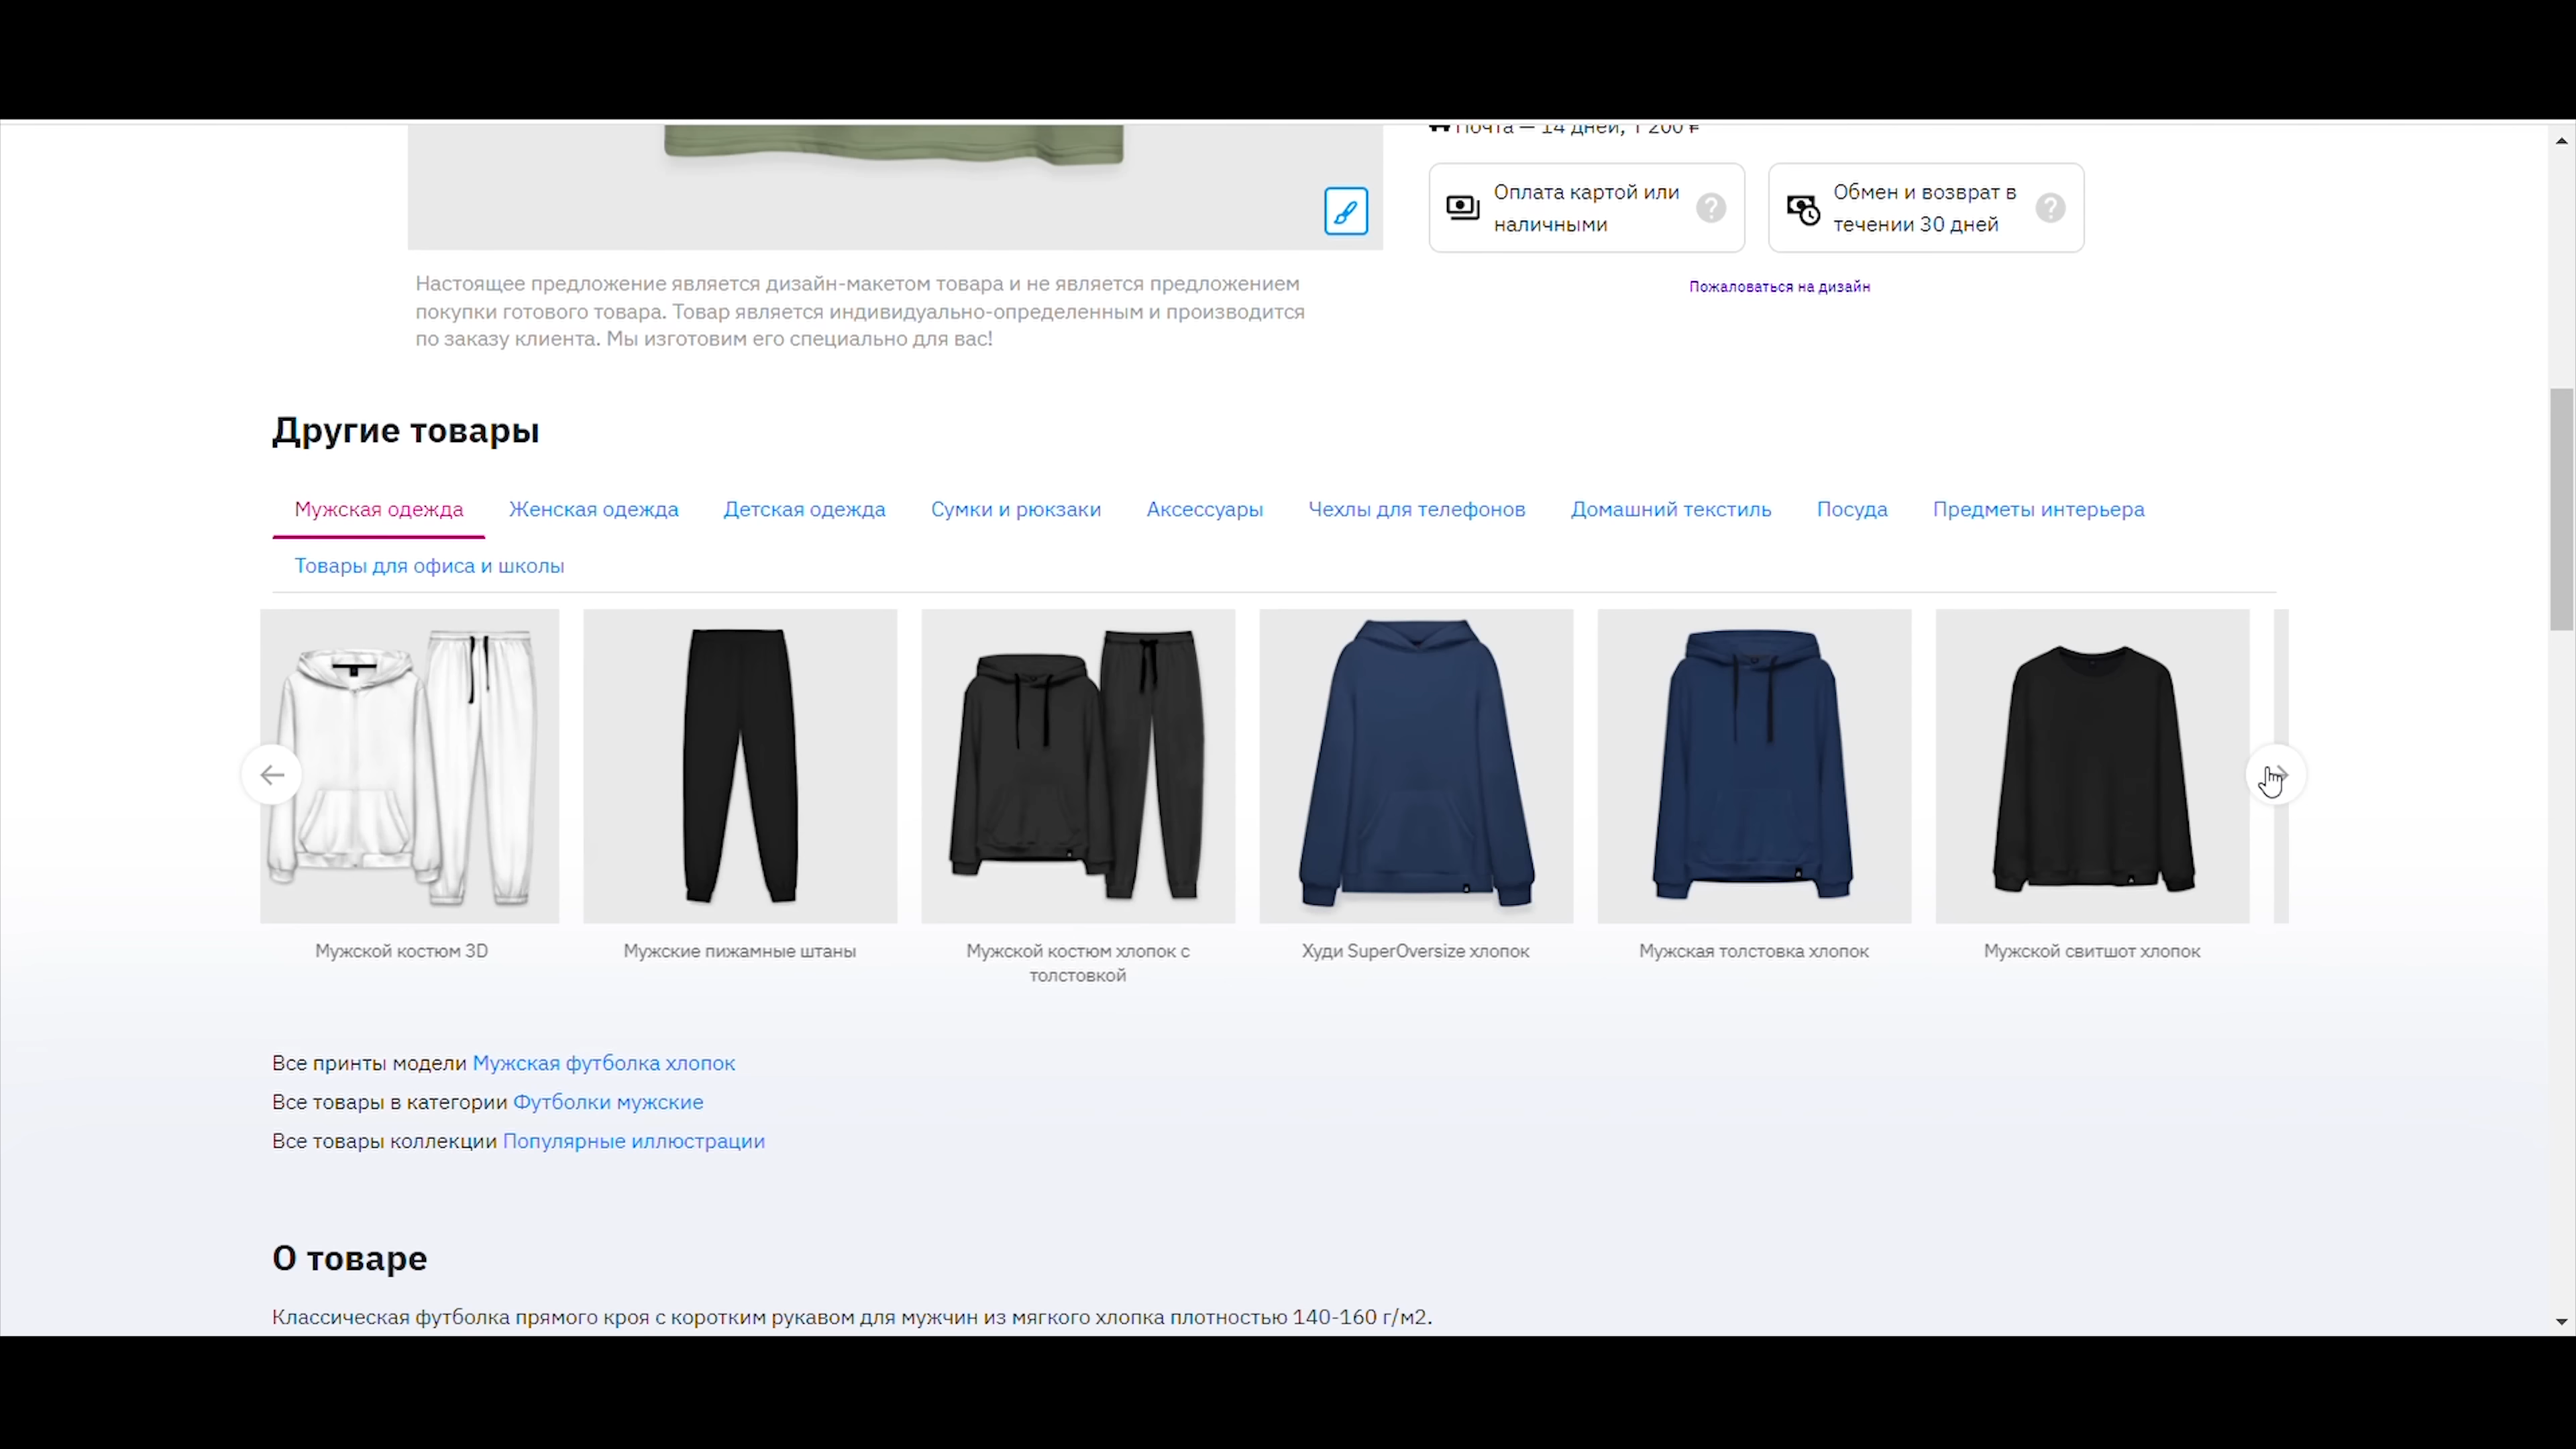 Почта — 14 дней, 1 200 ₽
Оплата картой или
наличными
Обмен и возврат в
течении 30 дней
Пожаловаться на дизайн
Настоящее предложение является дизайн-макетом товара и не является предложением
покупки готового товара. Товар является индивидуально-определенным и производится
по заказу клиента. Мы изготовим его специально для вас!
Другие товары
Мужская одежда Женская одежда Детская одежда Сумки и рюкзаки Аксессуары Чехлы для телефонов Домашний текстиль Посуда Предметы интерьера
Товары для офиса и школы
Мужской костюм 3D Мужские пижамные штаны Мужской костюм хлопок с Худи SuperOversize хлопок Мужская толстовка хлопок Мужской свитшот хлопок
толстовкой
Все принты модели Мужская футболка хлопок
Все товары в категории Футболки мужские
Все товары коллекции Популярные иллюстрации
О товаре
Классическая футболка прямого кроя с коротким рукавом для мужчин из мягкого хлопка плотностью 140-160 г/м2.